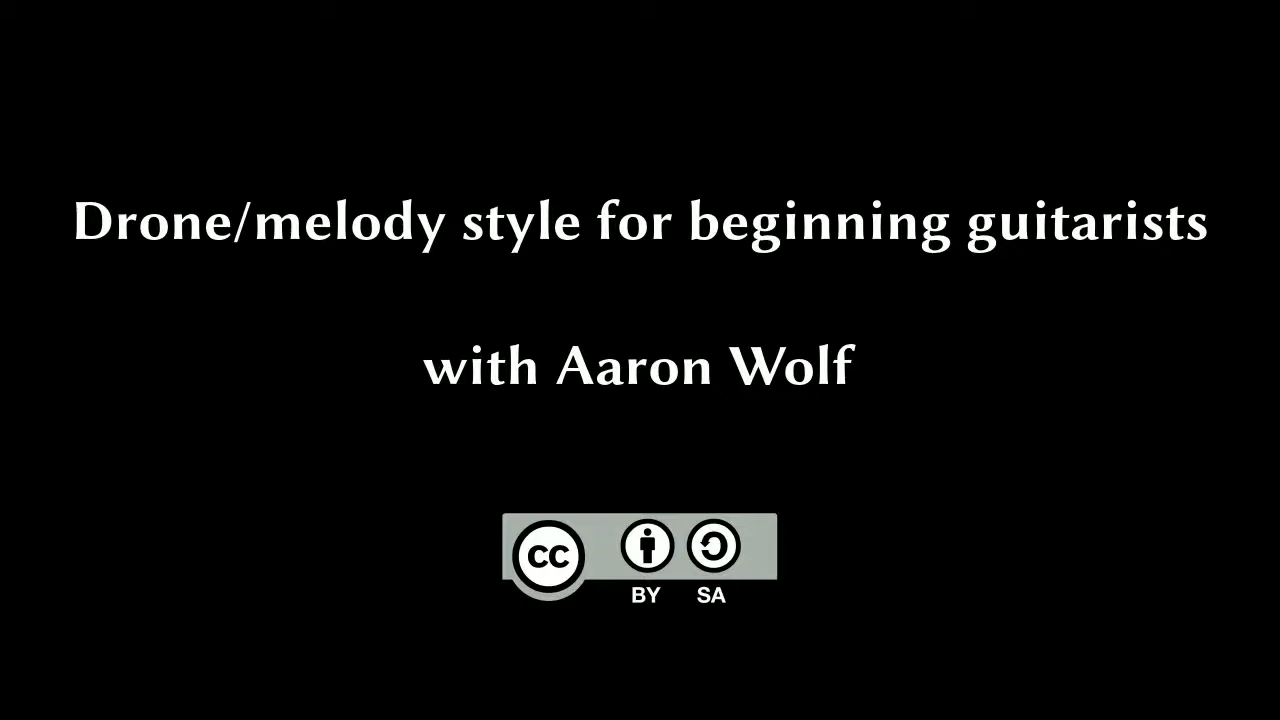 Drone/melody style for beginning guitarists
with Aaron Wolf
cc
BY SA